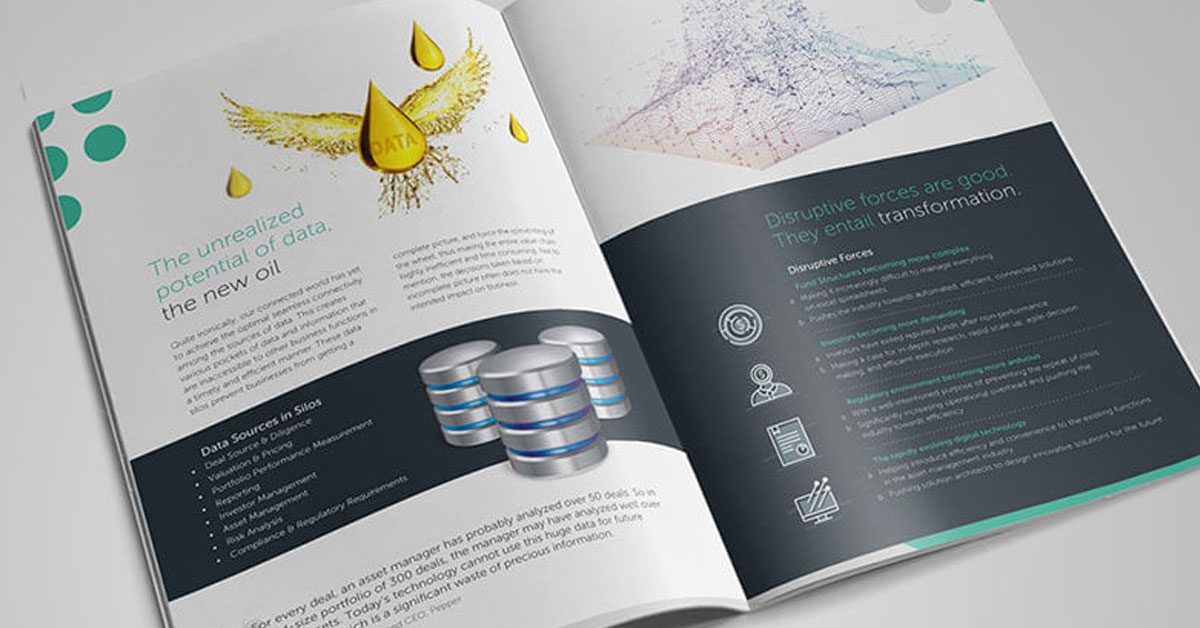 DATA
The unrealized
potential of data,
the new oil
Quite ironically, our connected world has yet
to achieve the optimal seamless connectivity
among the sources of data. This creates
various pockets of data and information that
are inaccessible to other business functions in
a timely and efficient manner. These data
silos prevent businesses from getting a
complete picture, and force the reinventing of
the wheel, thus making the entire value chain
highly inefficient and time consuming. Not to
mention, the decisions taken based on
incomplete picture often does not have the
intended impact on business.
Data Sources in Silos
• Deal Source & Diligence
• Valuation & Pricing
• Portfolio Performance Measurement
• Reporting
• Investor Management
• Asset Management
• Risk Analysis
• Compliance & Regulatory Requirements
For every deal, an asset manager has probably analyzed over 50 deals. So in
-size portfolio of 300 deals, the manager may have analyzed well over
ets. Today's technology cannot use this huge data for future
hich is a significant waste of precious information.
nd CEO, Pepper
Disruptive forces are good.
They entail transformation.
Disruptive Forces
Fund Structures becoming more complex
a. Making it increasingly difficult to manage everything
on excel spreadsheets
b. Pushes the industry towards automated, efficient, connected solutions
Investors becoming more demanding
a. Investors have exited reputed funds, after non-performance
b. Making a case for in-depth research, rapid scale up, agile decision
making, and efficient execution
Regulatory environment becoming more arduous
a. With a well-intentioned purpose of preventing the repeat of crisis
b. Significantly increasing operational overhead and pushing the
industry towards efficiency
The rapidly evolving digital technology
a. Helping introduce efficiency and convenience to the existing functions
in the asset management industry
b. Pushing solution architects to design innovative solutions for the future